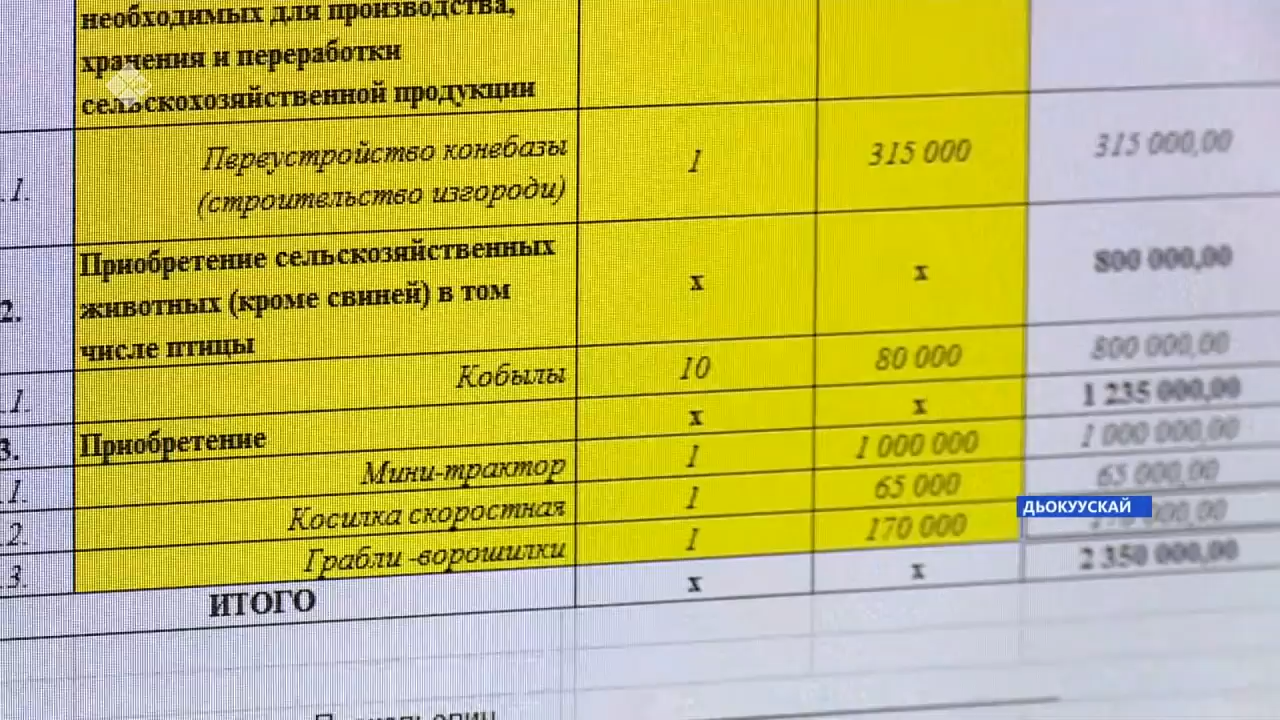 необходимых для производства,
хранения и переработки
сельскохозяйственной продукции
.1. Переустройство конебазы (строительство изгороди) 1 315 000 315 000,00
2. Приобретение сельскозяйственных животных (кроме свиней) в том числе птицы х х 800 000,00
.1. Кобылы 10 80 000 800 000,00
3. Приобретение х х 1 235 000,00
.1. Мини-трактор 1 1 000 000 1 000 000,00
.2. Косилка скоростная 1 65 000 65 000,00
.3. Грабли -ворошилки 1 170 000
ИТОГО х х 2 350 000,00
ДЬОКУУСКАЙ